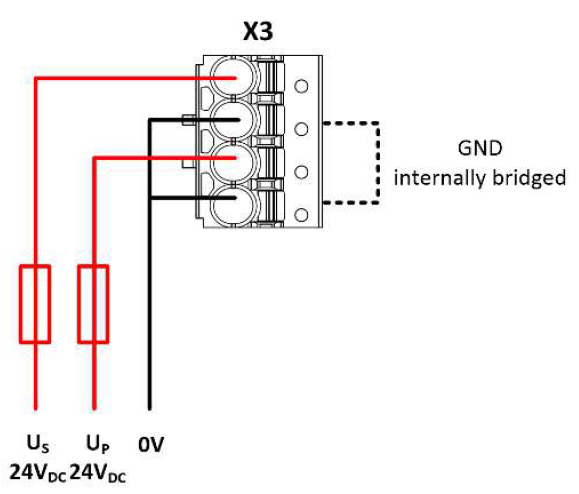 X3
GND
internally bridged
Us Up 0V
24VDC 24VDC